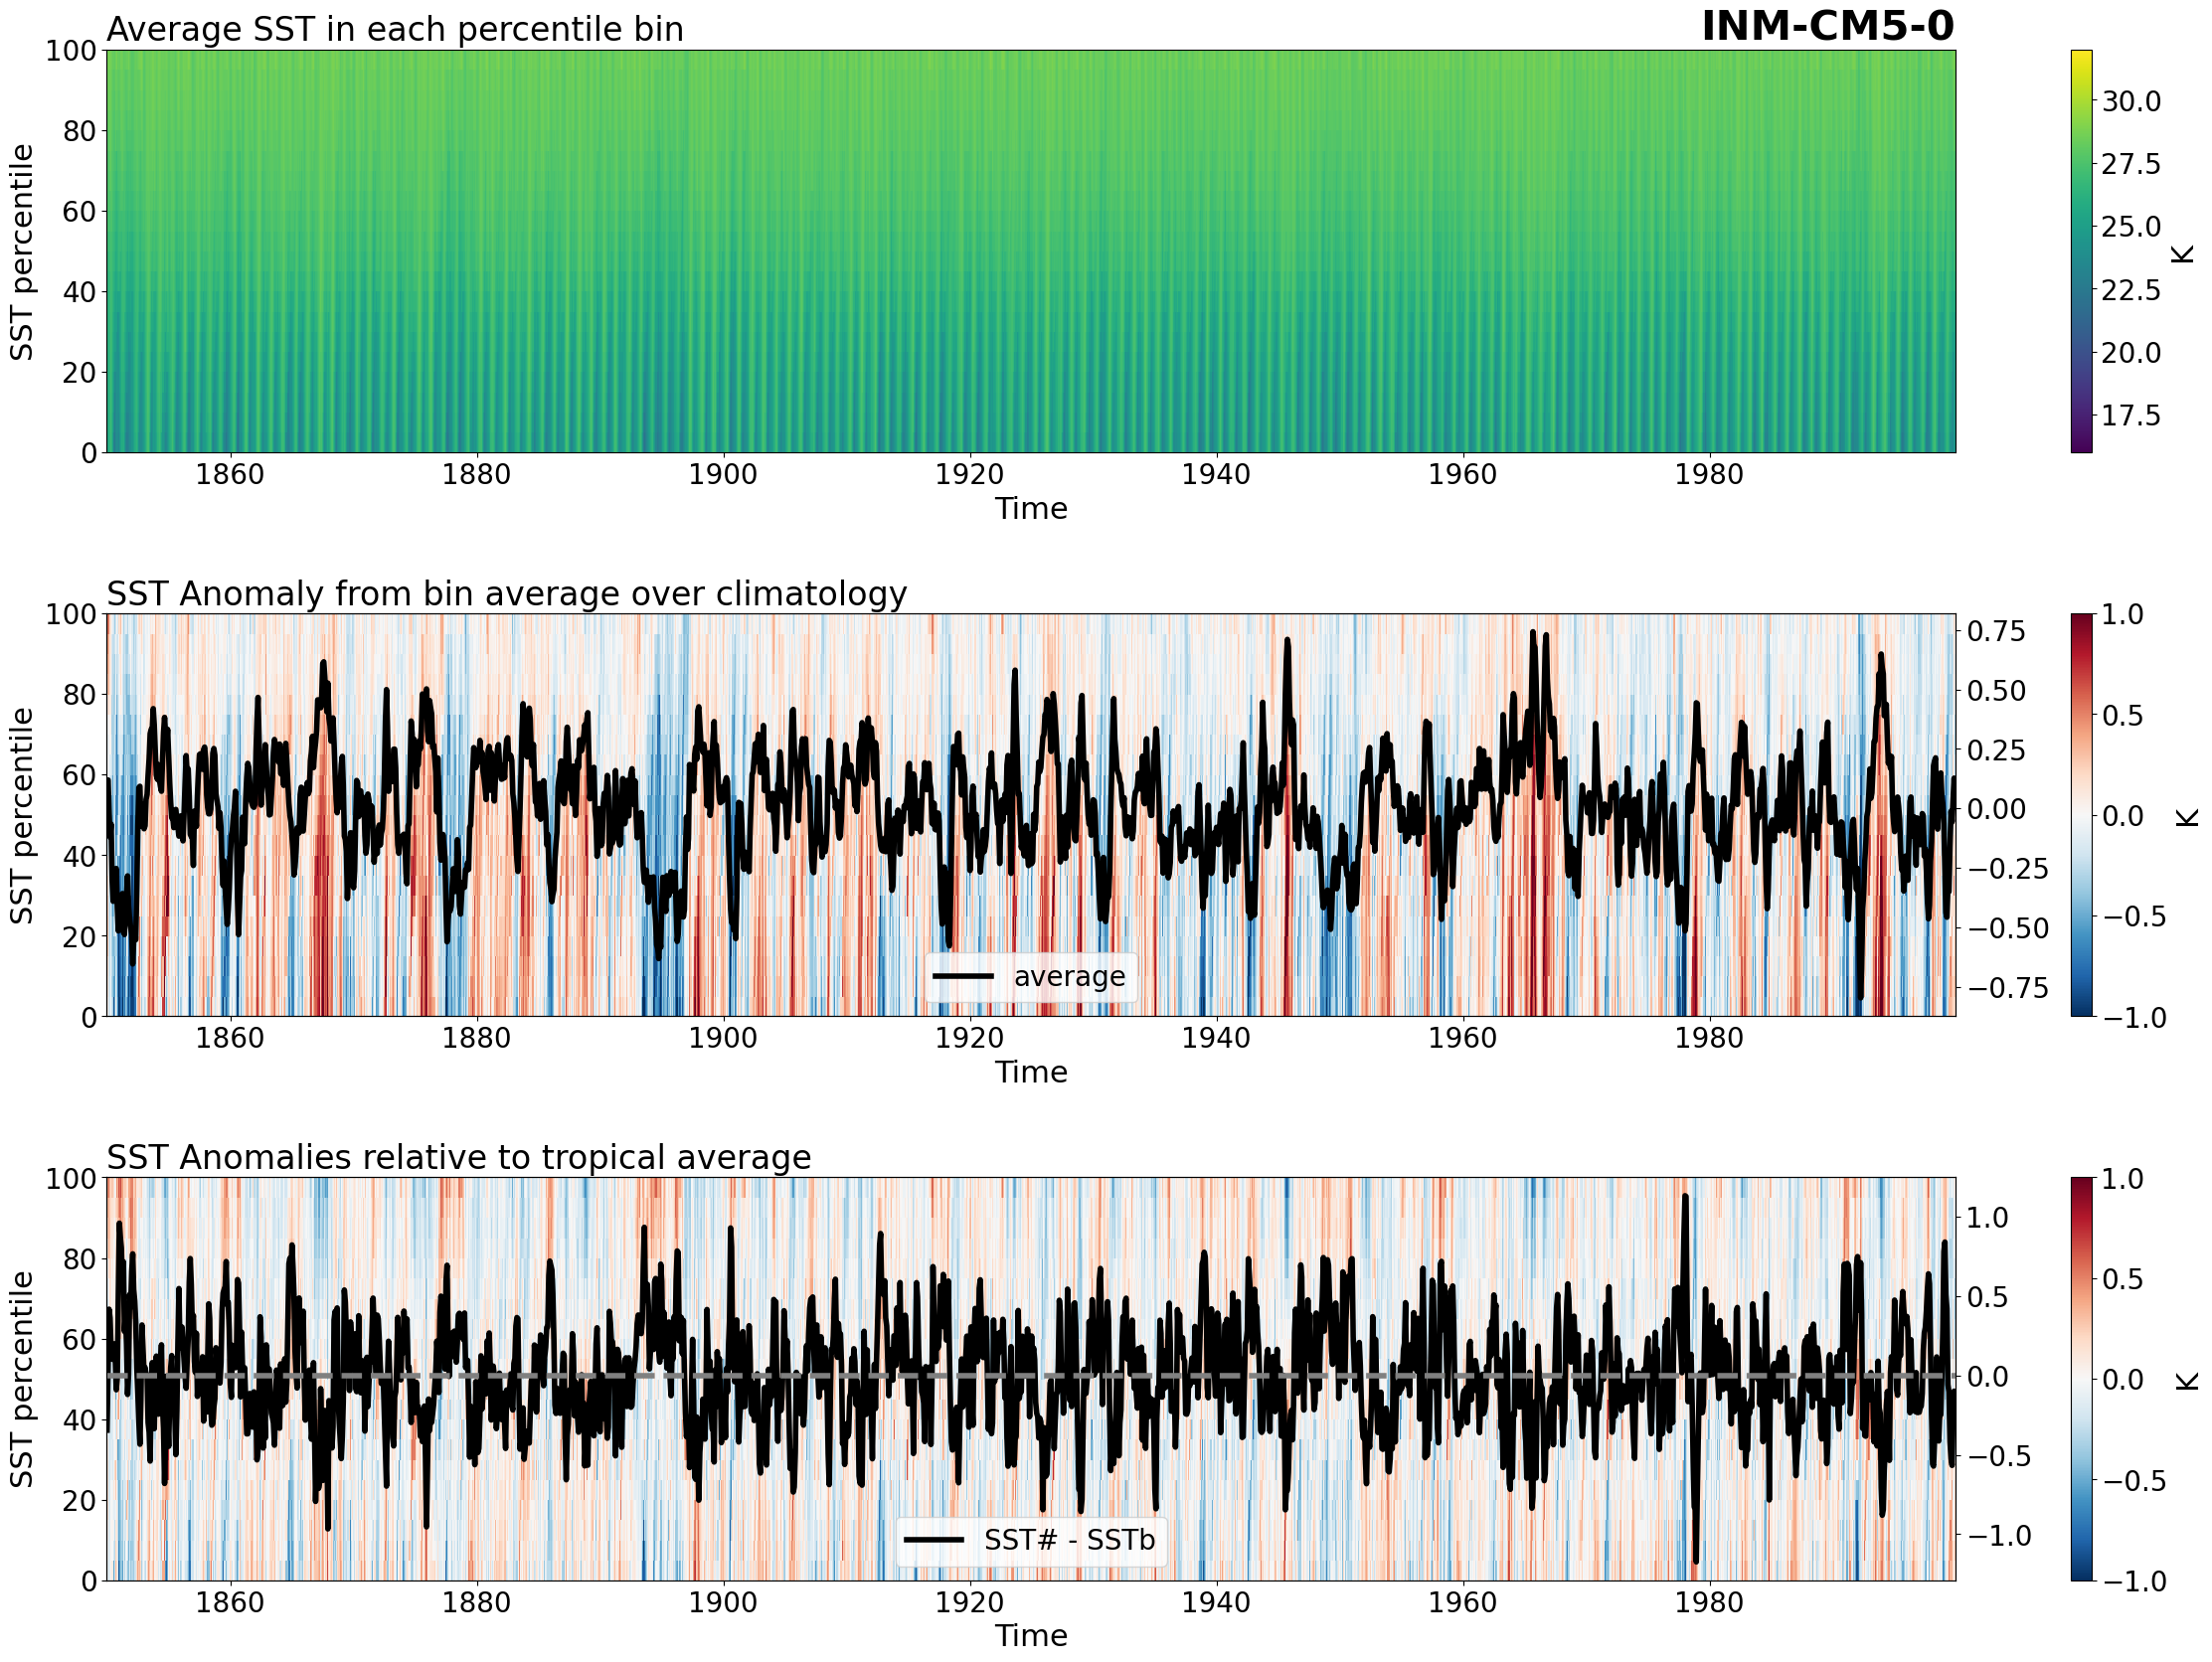 Average SST in each percentile bin
INM-CM5-0
SST percentile
100
80
60
40
20
0
1860 1880 1900 1920 1940 1960 1980
Time
30.0
27.5
25.0
22.5
20.0
17.5
K
SST Anomaly from bin average over climatology
SST percentile
100
80
60
40
20
0
average
1860 1880 1900 1920 1940 1960 1980
Time
0.75
0.50
0.25
0.00
−0.25
−0.50
−0.75
1.0
0.5
0.0
−0.5
−1.0
K
SST Anomalies relative to tropical average
SST percentile
100
80
60
40
20
0
SST# - SSTb
1860 1880 1900 1920 1940 1960 1980
Time
1.0
0.5
0.0
−0.5
−1.0
1.0
0.5
0.0
−0.5
−1.0
K